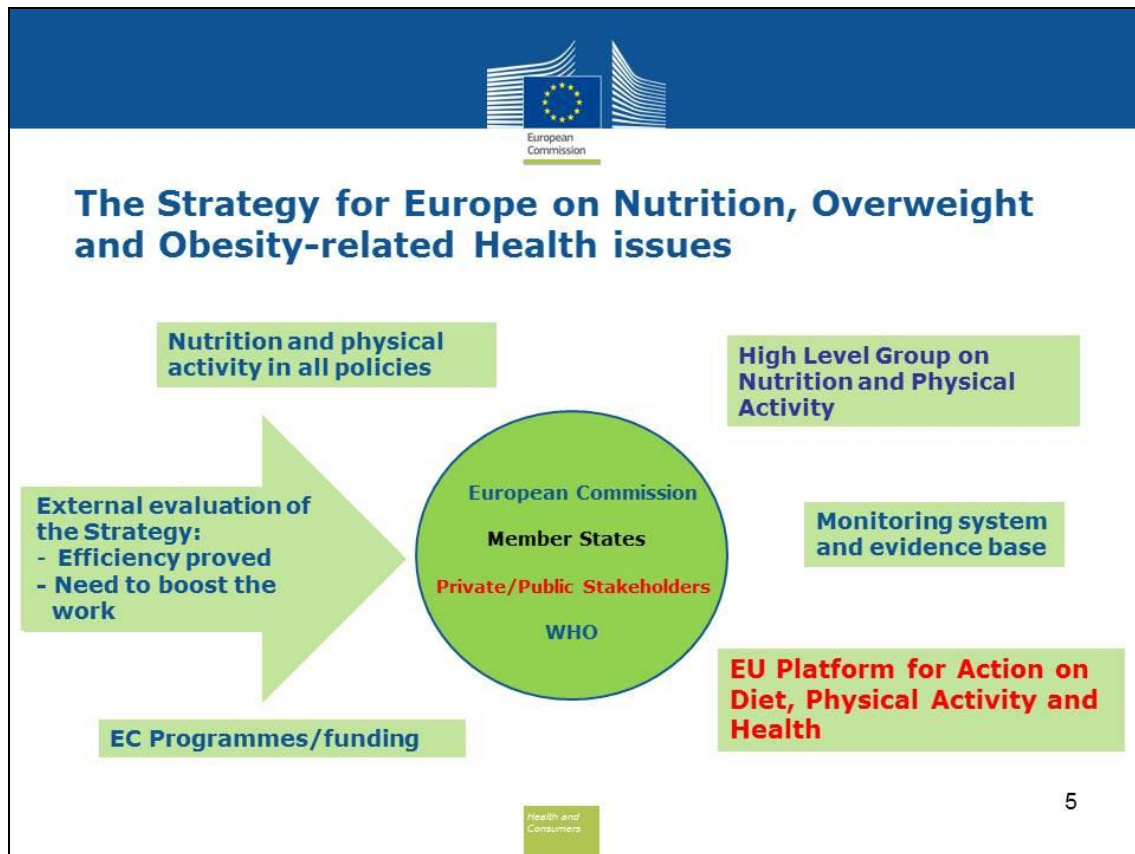 European
Commission
The Strategy for Europe on Nutrition, Overweight
and Obesity-related Health issues
Nutrition and physical
activity in all policies
High Level Group on
Nutrition and Physical
Activity
External evaluation of
the Strategy:
- Efficiency proved
- Need to boost the
work
European Commission
Member States
Private/Public Stakeholders
WHO
Monitoring system
and evidence base
EU Platform for Action on
Diet, Physical Activity and
Health
EC Programmes/funding
Health and
Consumers
5